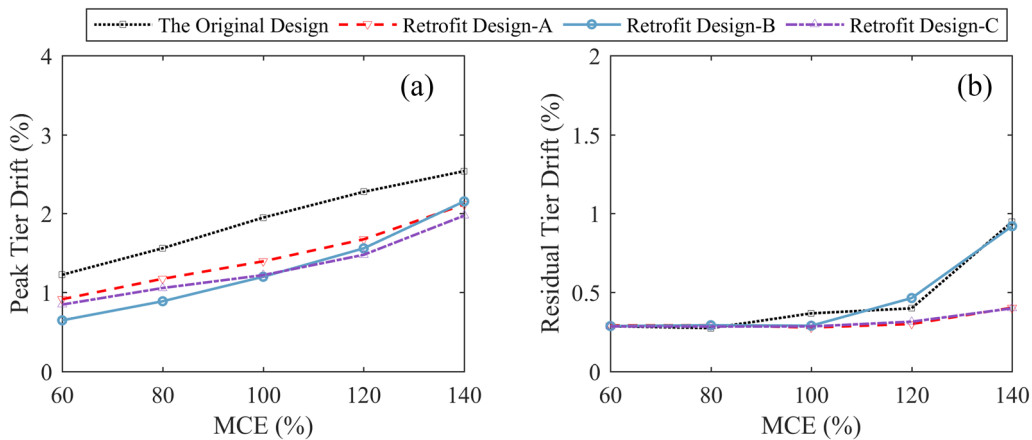 The Original Design Retrofit Design-A Retrofit Design-B Retrofit Design-C
(a)
Peak Tier Drift (%)
4
3
2
1
0
60 80 100 120 140
MCE (%)
(b)
Residual Tier Drift (%)
2
1.5
1
0.5
0
60 80 100 120 140
MCE (%)